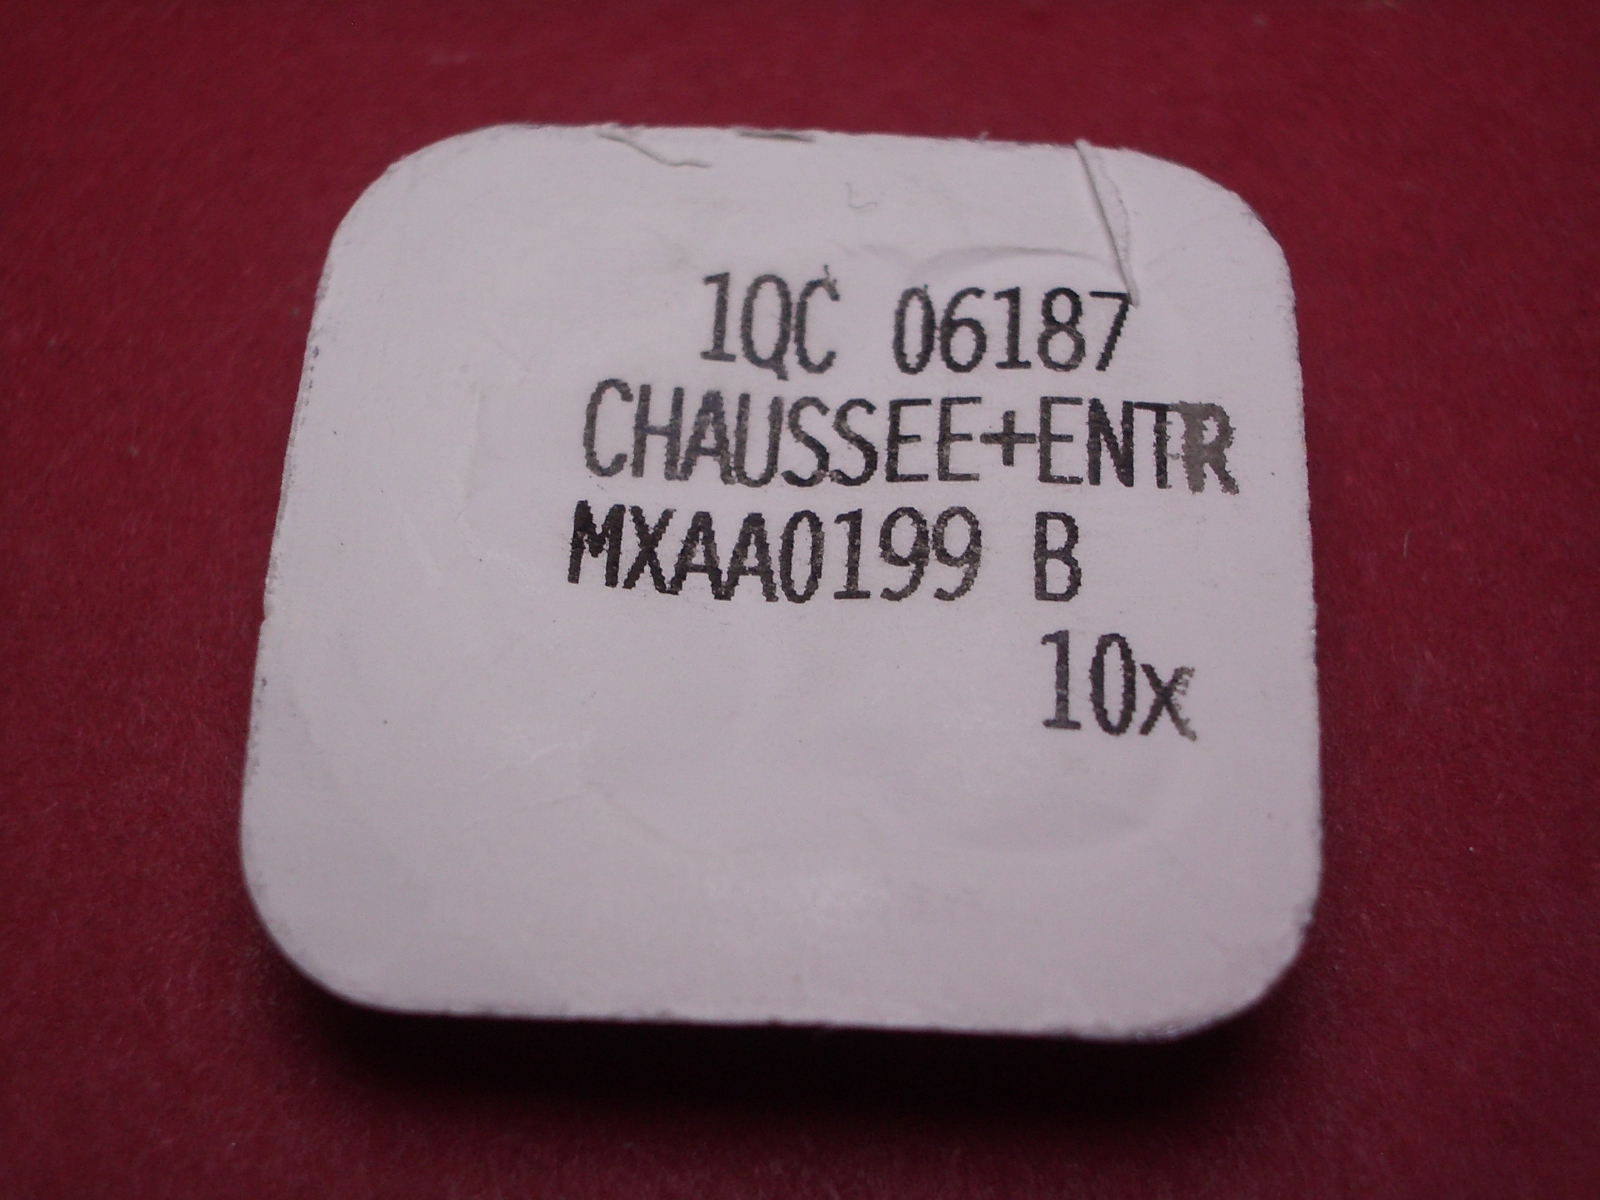 1QC 06187
CHAUSSEE+ENTR
MXAA0199 B
10x